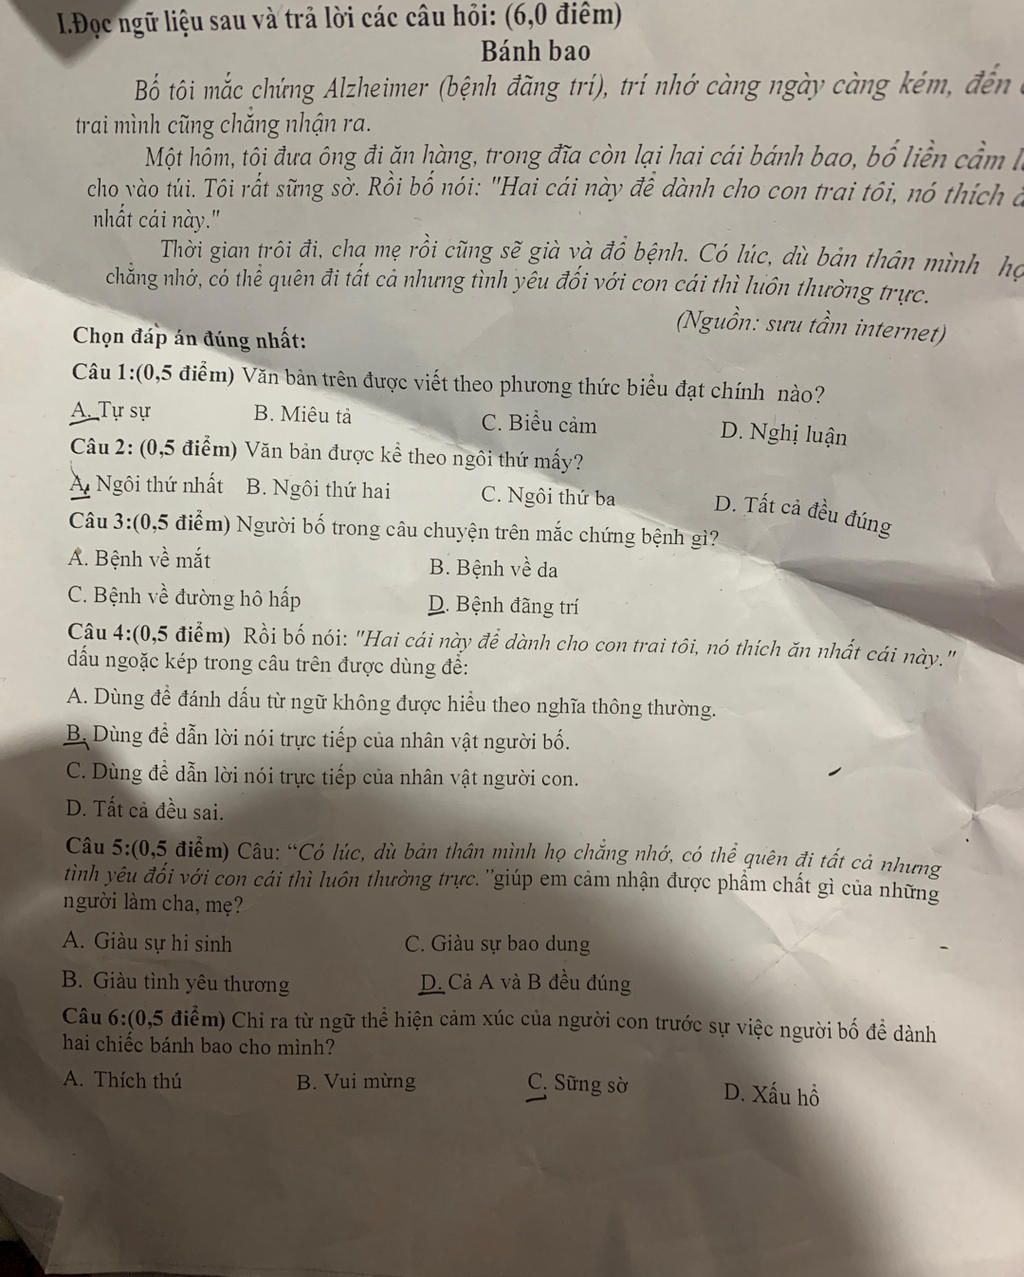 I.Đọc ngữ liệu sau và trả lời các câu hỏi: (6,0 điểm)
Bánh bao
Bố tôi mắc chứng Alzheimer (bệnh đãng trí), trí nhớ càng ngày càng kém, đến
trai mình cũng chẳng nhận ra.
Một hôm, tôi đưa ông đi ăn hàng, trong đĩa còn lại hai cái bánh bao, bố liền cầm
cho vào túi. Tôi rất sững sờ. Rồi bố nói: "Hai cái này để dành cho con trai tôi, nó thích
nhất cái này."
Thời gian trôi đi, cha mẹ rồi cũng sẽ già và đổ bệnh. Có lúc, dù bản thân mình họ
chẳng nhớ, có thể quên đi tất cả nhưng tình yêu đối với con cái thì luôn thường trực.
(Nguồn: sưu tầm internet)
Chọn đáp án đúng nhất:
Câu 1:(0,5 điểm) Văn bản trên được viết theo phương thức biểu đạt chính nào?
A. Tự sự B. Miêu tả C. Biểu cảm D. Nghị luận
Câu 2: (0,5 điểm) Văn bản được kể theo ngôi thứ mấy?
A. Ngôi thứ nhất B. Ngôi thứ hai C. Ngôi thứ ba D. Tất cả đều đúng
Câu 3:(0,5 điểm) Người bố trong câu chuyện trên mắc chứng bệnh gì?
A. Bệnh về mắt B. Bệnh về da
C. Bệnh về đường hô hấp D. Bệnh đãng trí
Câu 4:(0,5 điểm) Rồi bố nói: "Hai cái này để dành cho con trai tôi, nó thích ăn nhất cái này."
dấu ngoặc kép trong câu trên được dùng để:
A. Dùng để đánh dấu từ ngữ không được hiểu theo nghĩa thông thường.
B. Dùng để dẫn lời nói trực tiếp của nhân vật người bố.
C. Dùng để dẫn lời nói trực tiếp của nhân vật người con.
D. Tất cả đều sai.
Câu 5:(0,5 điểm) Câu: “Có lúc, dù bản thân mình họ chẳng nhớ, có thể quên đi tất cả nhưng
tình yêu đối với con cái thì luôn thường trực.”giúp em cảm nhận được phẩm chất gì của những
người làm cha, mẹ?
A. Giàu sự hi sinh C. Giàu sự bao dung
B. Giàu tình yêu thương D. Cả A và B đều đúng
Câu 6:(0,5 điểm) Chỉ ra từ ngữ thể hiện cảm xúc của người con trước sự việc người bố để dành
hai chiếc bánh bao cho mình?
A. Thích thú B. Vui mừng C. Sững sờ D. Xấu hổ